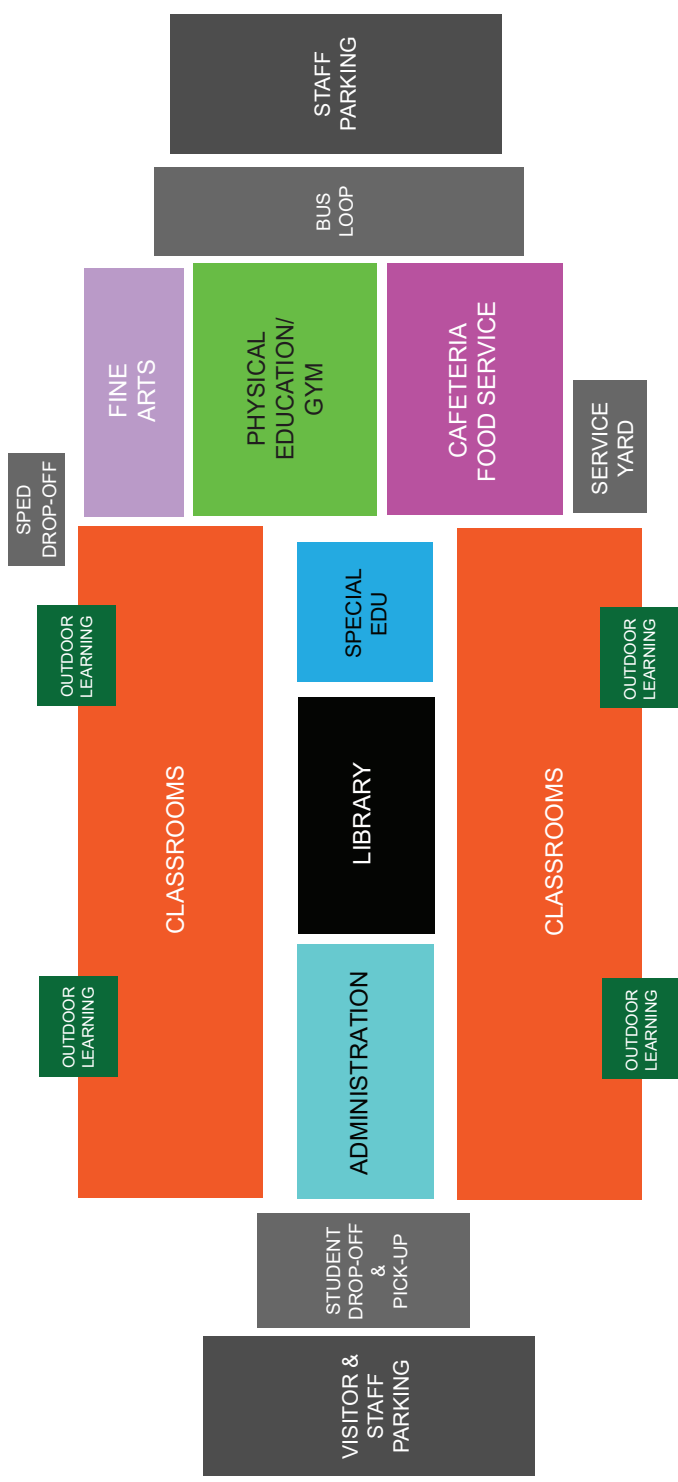 SPED
DROP-OFF
OUTDOOR
LEARNING
OUTDOOR
LEARNING
CLASSROOMS
FINE
ARTS
VISITOR &
STAFF
PARKING
STUDENT
DROP-OFF
&
PICK-UP
ADMINISTRATION
LIBRARY
SPECIAL
EDU
PHYSICAL
EDUCATION/
GYM
BUS
LOOP
STAFF
PARKING
CLASSROOMS
CAFETERIA
FOOD SERVICE
OUTDOOR
LEARNING
OUTDOOR
LEARNING
SERVICE
YARD